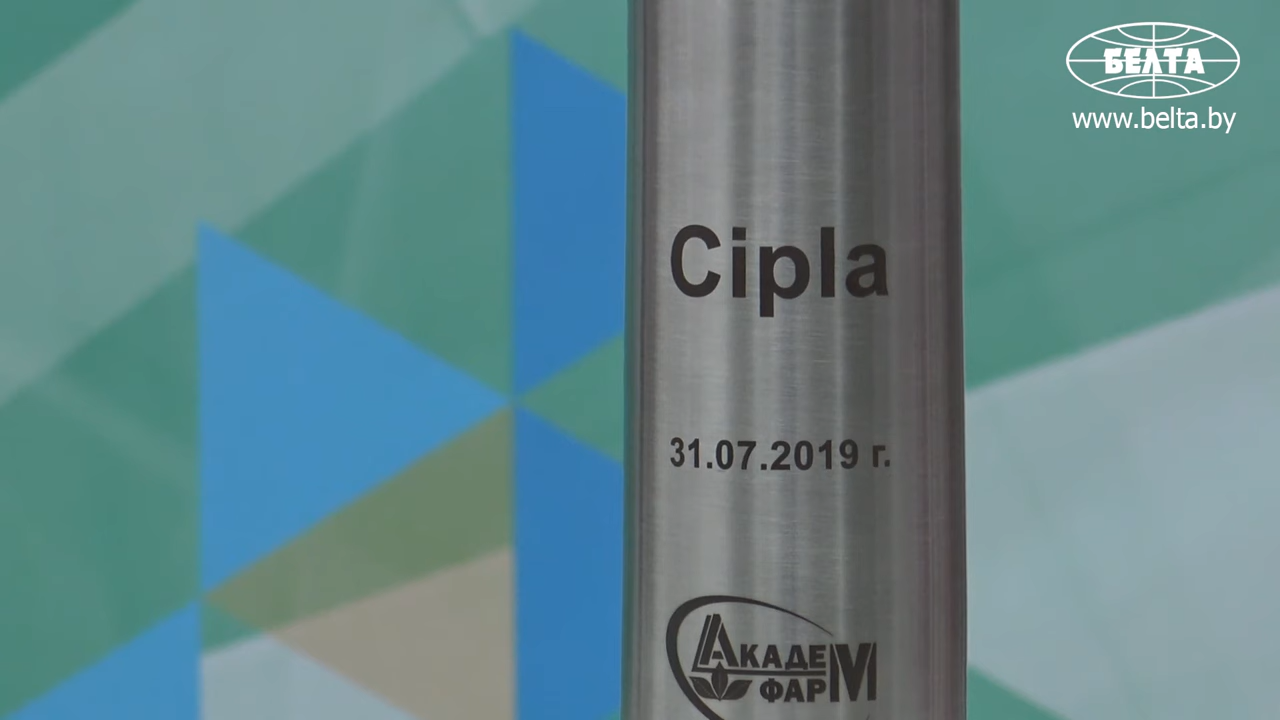 БЕЛТА
www.belta.by
Cipla
31.07.2019 г.
АКАДЕМ
ФАРМ